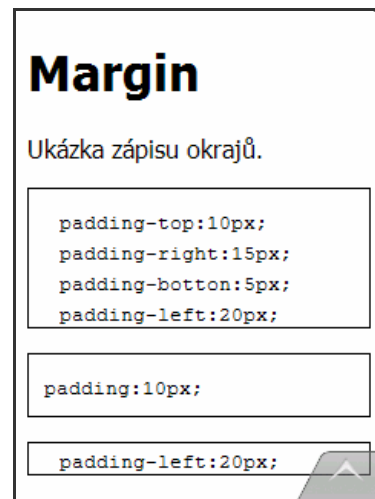 Margin
Ukázka zápisu okrajů.
padding-top:10px;
padding-right:15px;
padding-botton:5px;
padding-left:20px;
padding:10px;
padding-left:20px;